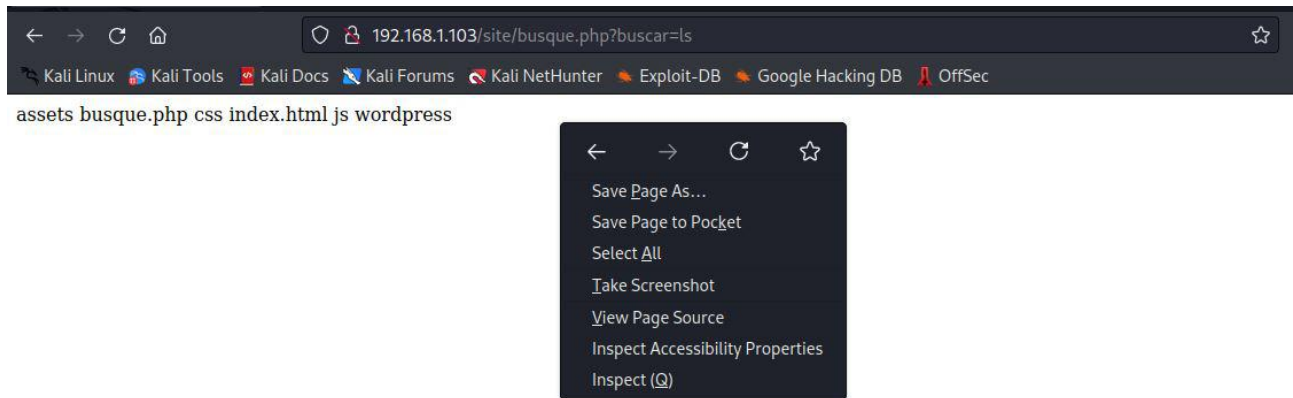 192.168.1.103/site/busque.php?buscar=ls
Kali Linux Kali Tools Kali Docs Kali Forums Kali NetHunter Exploit-DB Google Hacking DB OffSec
assets busque.php css index.html js wordpress
Save Page As…
Save Page to Pocket
Select All
Take Screenshot
View Page Source
Inspect Accessibility Properties
Inspect (Q)